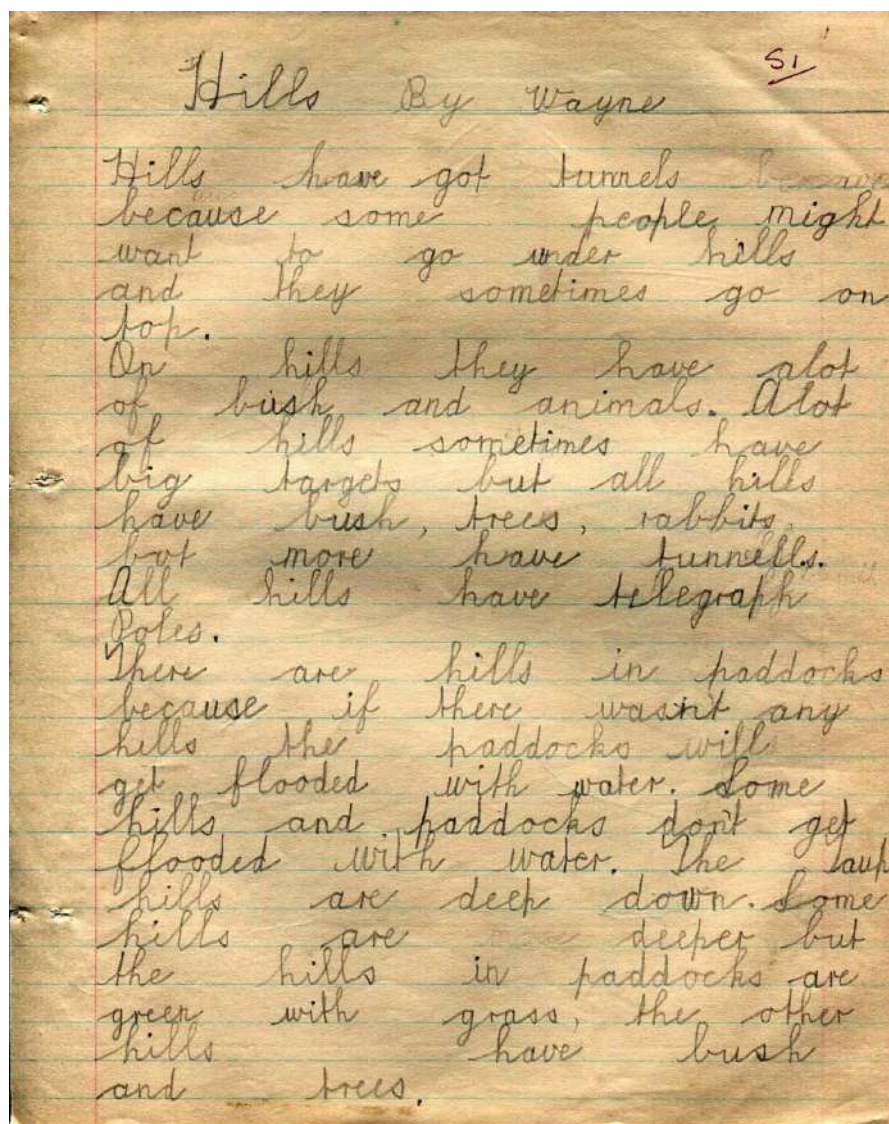 S1
Hills By Wayne
Hills have got tunnels
because some people might
want to go under hills
and they sometimes go on
top.
On hills they have alot
of bush and animals. Alot
of hills sometimes have
big targets but all hills
have bush, trees, rabbits,
but more have tunnells.
All hills have telegraph
Poles.
There are hills in paddocks
because if there wasn't any
hills the paddocks will
get flooded with water. Some
hills and paddocks don't get
flooded with water. The
hills are deep down. Some
hills are deeper but
the hills in paddocks are
green with grass, the other
hills have bush
and trees.